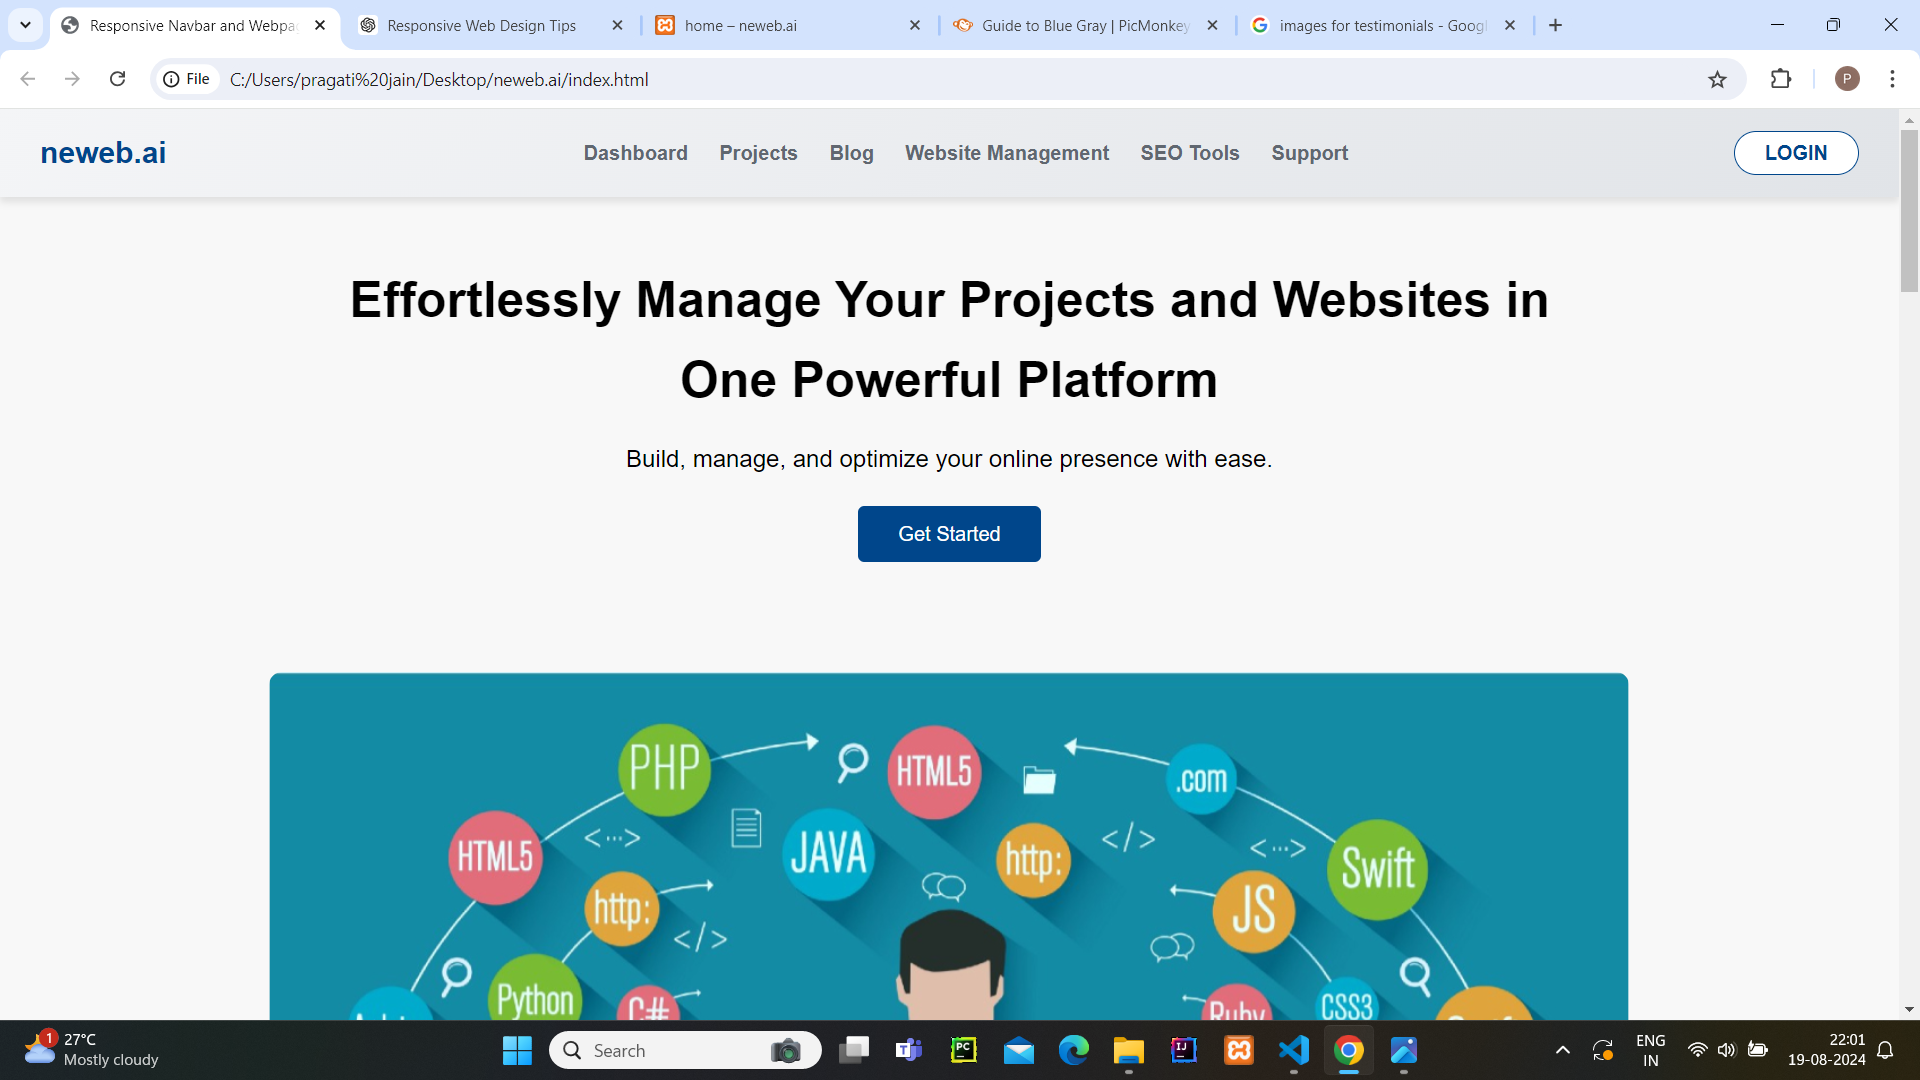 Responsive Navbar and Webpa
Responsive Web Design Tips
home – neweb.ai
Guide to Blue Gray | PicMonkey
images for testimonials - Googl
File
C:/Users/pragati%20jain/Desktop/neweb.ai/index.html
P
neweb.ai
Dashboard
Projects
Blog
Website Management
SEO Tools
Support
LOGIN
Effortlessly Manage Your Projects and Websites in
One Powerful Platform
Build, manage, and optimize your online presence with ease.
Get Started
PHP
HTML5
.com
HTML5
<···>
JAVA
http:
</>
<···>
Swift
http:
JS
</>
Python
C#
Ruby
CSS3
1
27°C
Mostly cloudy
Search
T
PC
IJ
ENG
IN
22:01
19-08-2024